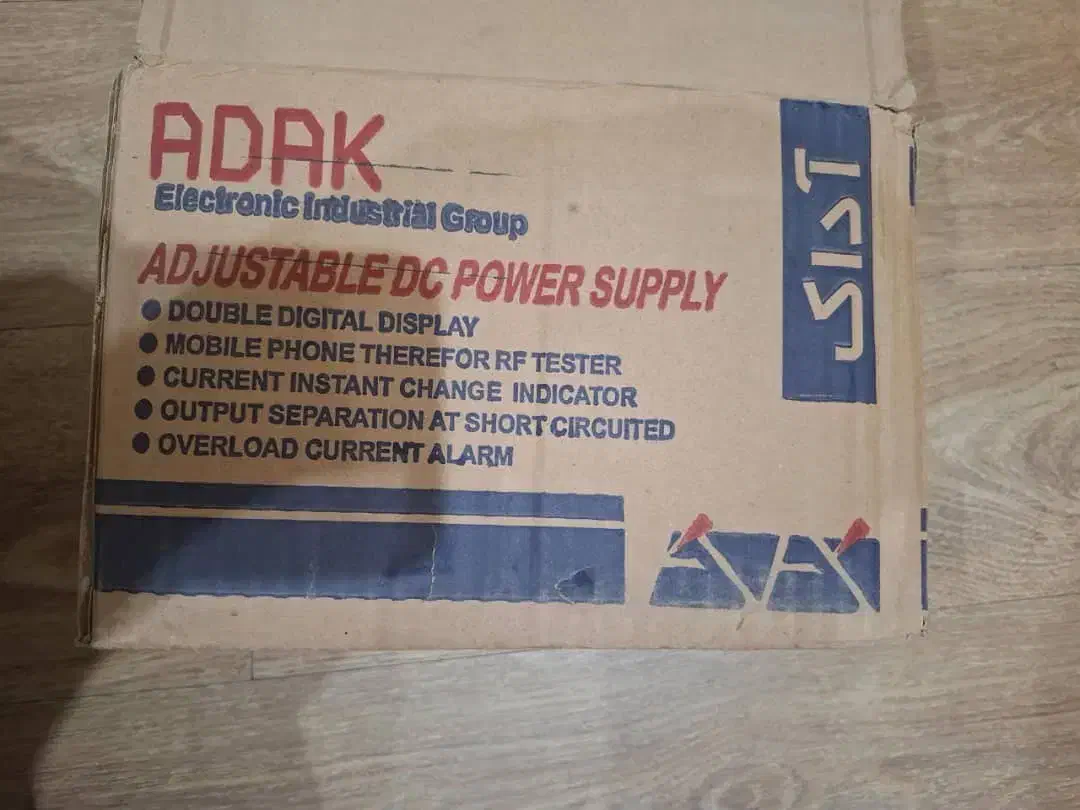 ADAK
Electronic Industrial Group
ADJUSTABLE DC POWER SUPPLY
● DOUBLE DIGITAL DISPLAY
● MOBILE PHONE THEREFOR RF TESTER
● CURRENT INSTANT CHANGE INDICATOR
● OUTPUT SEPARATION AT SHORT CIRCUITED
● OVERLOAD CURRENT ALARM